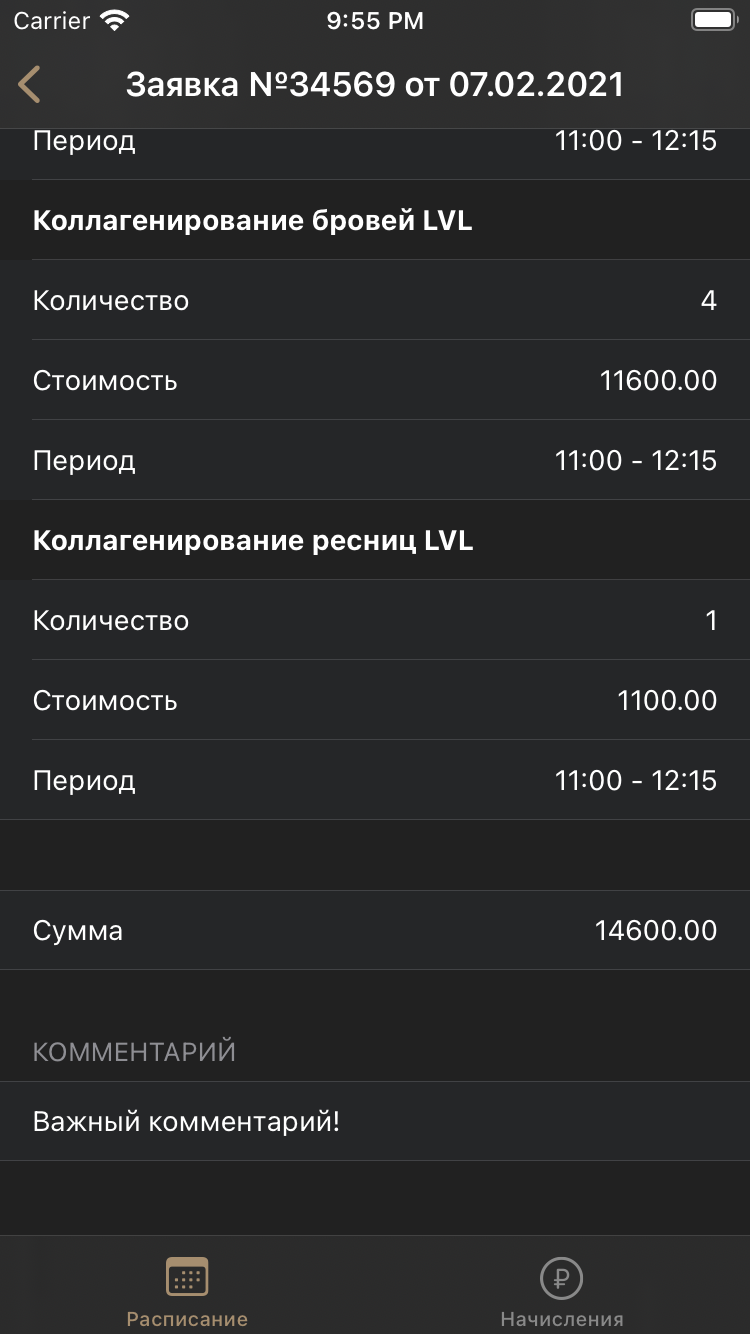 Carrier 9:55 PM
Заявка №34569 от 07.02.2021
Период 11:00 - 12:15
Коллагенирование бровей LVL
Количество 4
Стоимость 11600.00
Период 11:00 - 12:15
Коллагенирование ресниц LVL
Количество 1
Стоимость 1100.00
Период 11:00 - 12:15
Сумма 14600.00
КОММЕНТАРИЙ
Важный комментарий!
Расписание Начисления